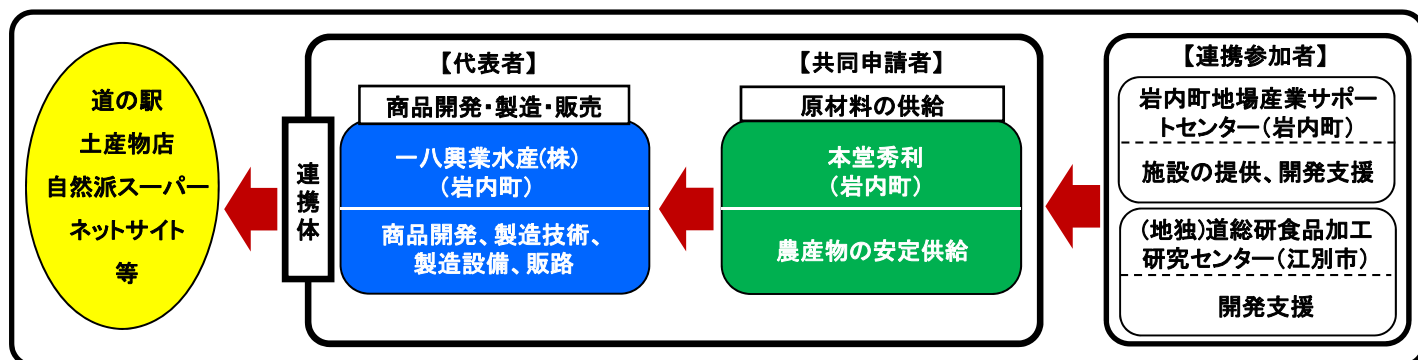 道の駅
土産物店
自然派スーパー
ネットサイト
等
連携体
【代表者】
商品開発・製造・販売
一八興業水産(株)
(岩内町)
商品開発、製造技術、
製造設備、販路
【共同申請者】
原材料の供給
本堂秀利
(岩内町)
農産物の安定供給
【連携参加者】
岩内町地場産業サポー
トセンター(岩内町)
施設の提供、開発支援
(地独)道総研食品加工
研究センター(江別市)
開発支援